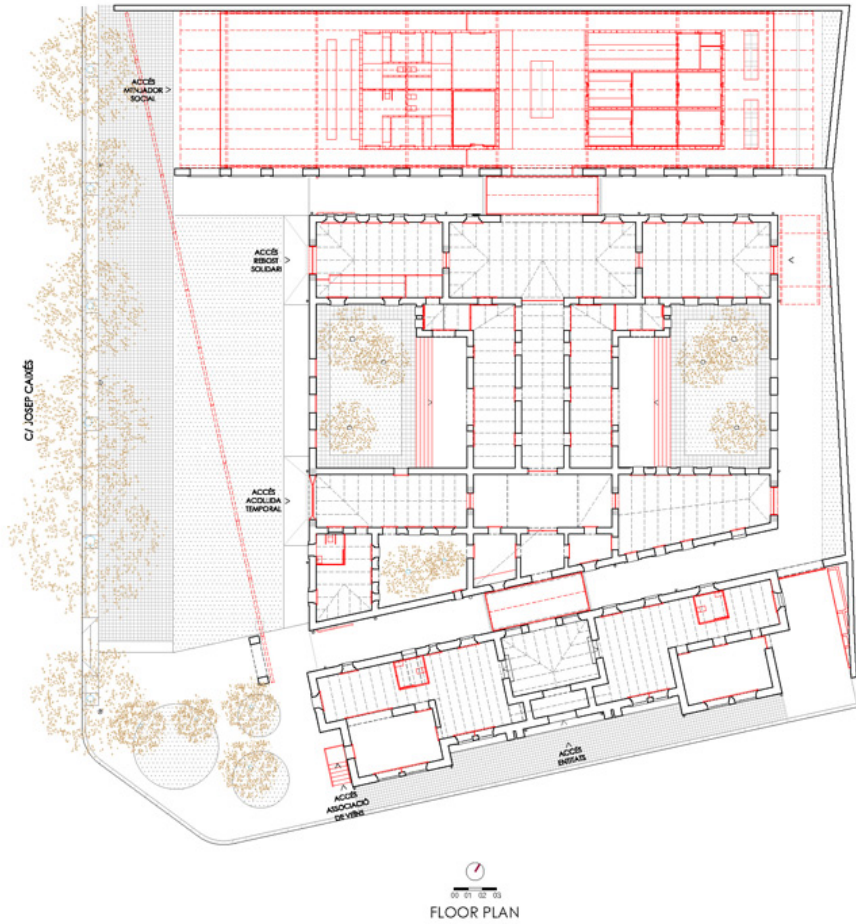 ACCÉS
MENJADOR
SOCIAL
ACCÉS
REBOST
SOLIDARI
C/ JOSEP CAIXÉS
ACCÉS
ACOLLIDA
TEMPORAL
ACCÉS
ENTITATS
ACCÉS
ASSOCIACIÓ
DE VEÏNS
00 01 02 03
FLOOR PLAN